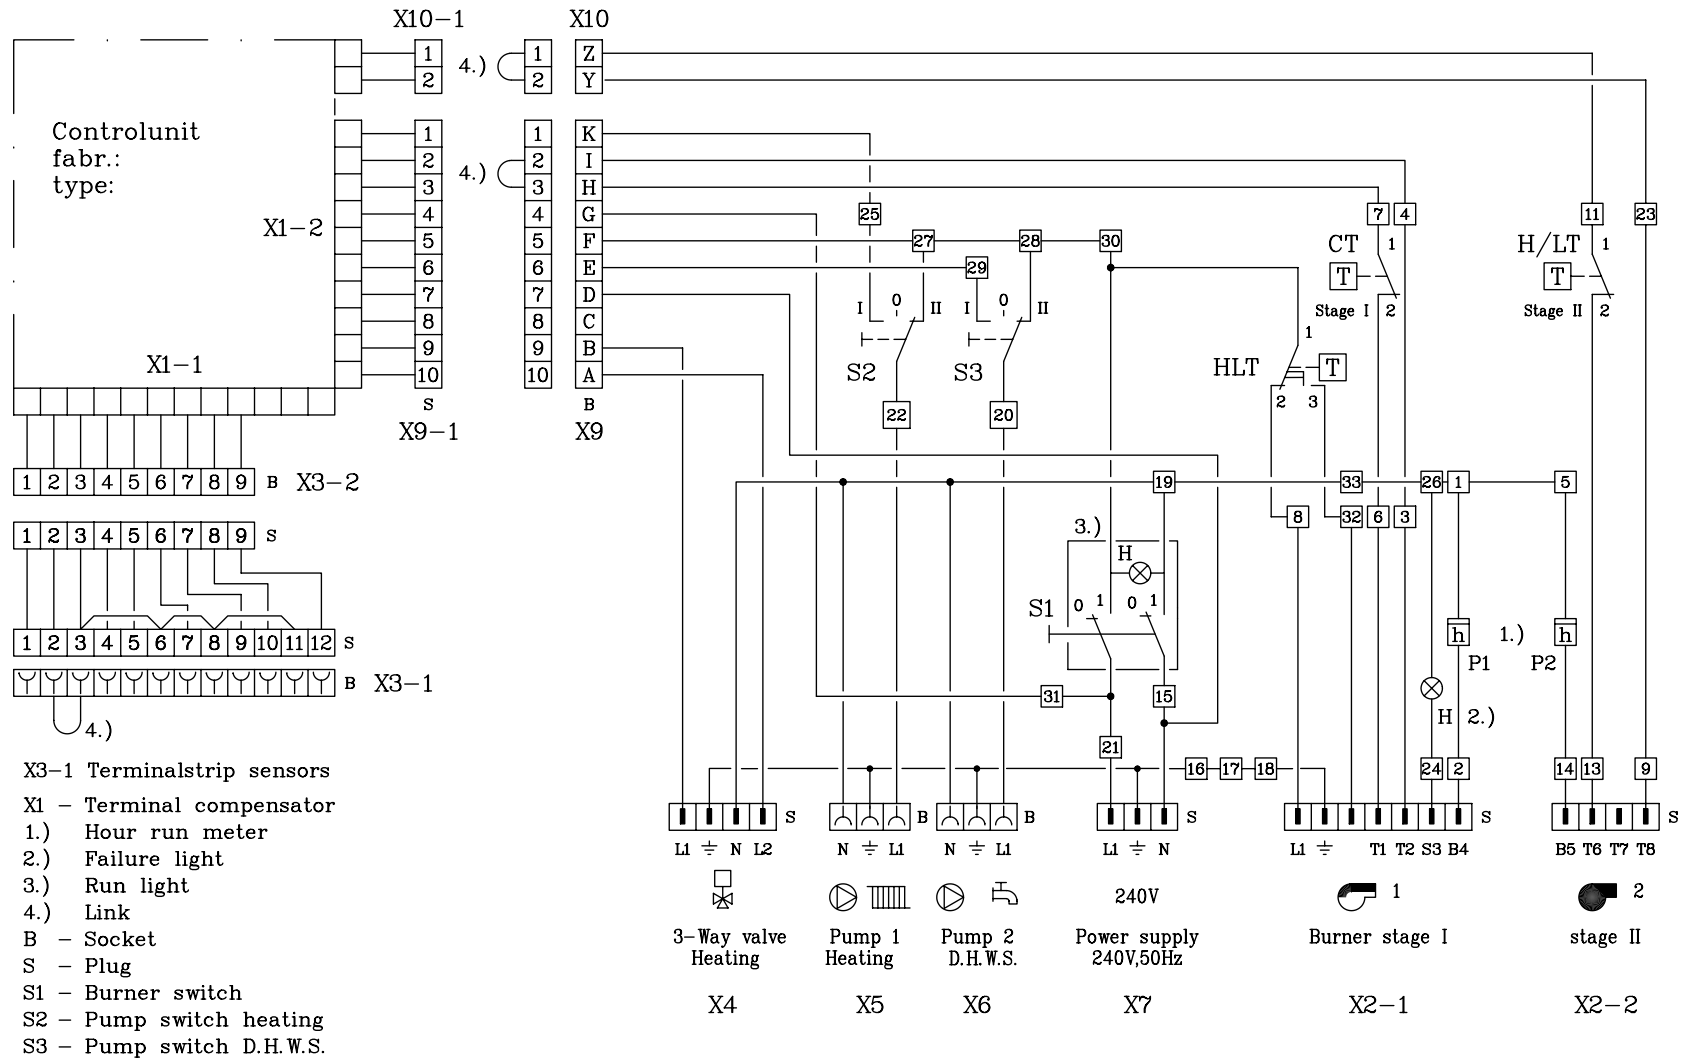 X10-1 X10
1 4.) 1 Z
2 2 Y
Controlunit
fabr.:
type:
1 1 K
2 4.) 2 I
3 3 H
X1-2
4 4 G 25 7 4 11 23
5 5 F 27 28 30 CT 1 H/LT 1
6 6 E 29 T T
7 7 D I 0 II I 0 II Stage I 2 Stage II 2
8 8 C
1
X1-1
9 9 B
HLT T
10 10 A S2 S3
2 3
S B
X9-1 X9 22 20
1 2 3 4 5 6 7 8 9 B X3-2 19 33 26 1 5
8 32 6 3
1 2 3 4 5 6 7 8 9 S 3.)
H
S1 0 1 0 1
1 2 3 4 5 6 7 8 9 10 11 12 S h 1.) h
P1 P2
B X3-1
31 15
H 2.)
4.)
21
16 17 18 24 2 14 13 9
S B B S S S
L1 N L2 N L1 N L1 L1 N L1 T1 T2 S3 B4 B5 T6 T7 T8
240V 1 2
3-Way valve Pump 1 Pump 2 Power supply Burner stage I stage II
Heating Heating D.H.W.S. 240V,50Hz
X4 X5 X6 X7 X2-1 X2-2
X3-1 Terminalstrip sensors
X1 - Terminal compensator
1.) Hour run meter
2.) Failure light
3.) Run light
4.) Link
B - Socket
S - Plug
S1 - Burner switch
S2 - Pump switch heating
S3 - Pump switch D.H.W.S.